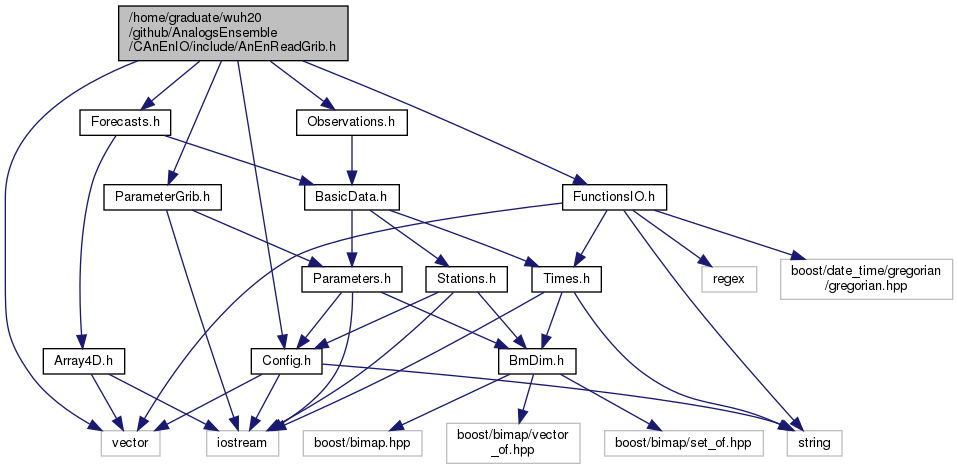 /home/graduate/wuh20
/github/AnalogsEnsemble
/CAnEnIO/include/AnEnReadGrib.h
Forecasts.h
Observations.h
ParameterGrib.h
BasicData.h
FunctionsIO.h
Parameters.h
Stations.h
Times.h
regex
boost/date_time/gregorian
/gregorian.hpp
Array4D.h
Config.h
BmDim.h
vector
iostream
boost/bimap.hpp
boost/bimap/vector
_of.hpp
boost/bimap/set_of.hpp
string